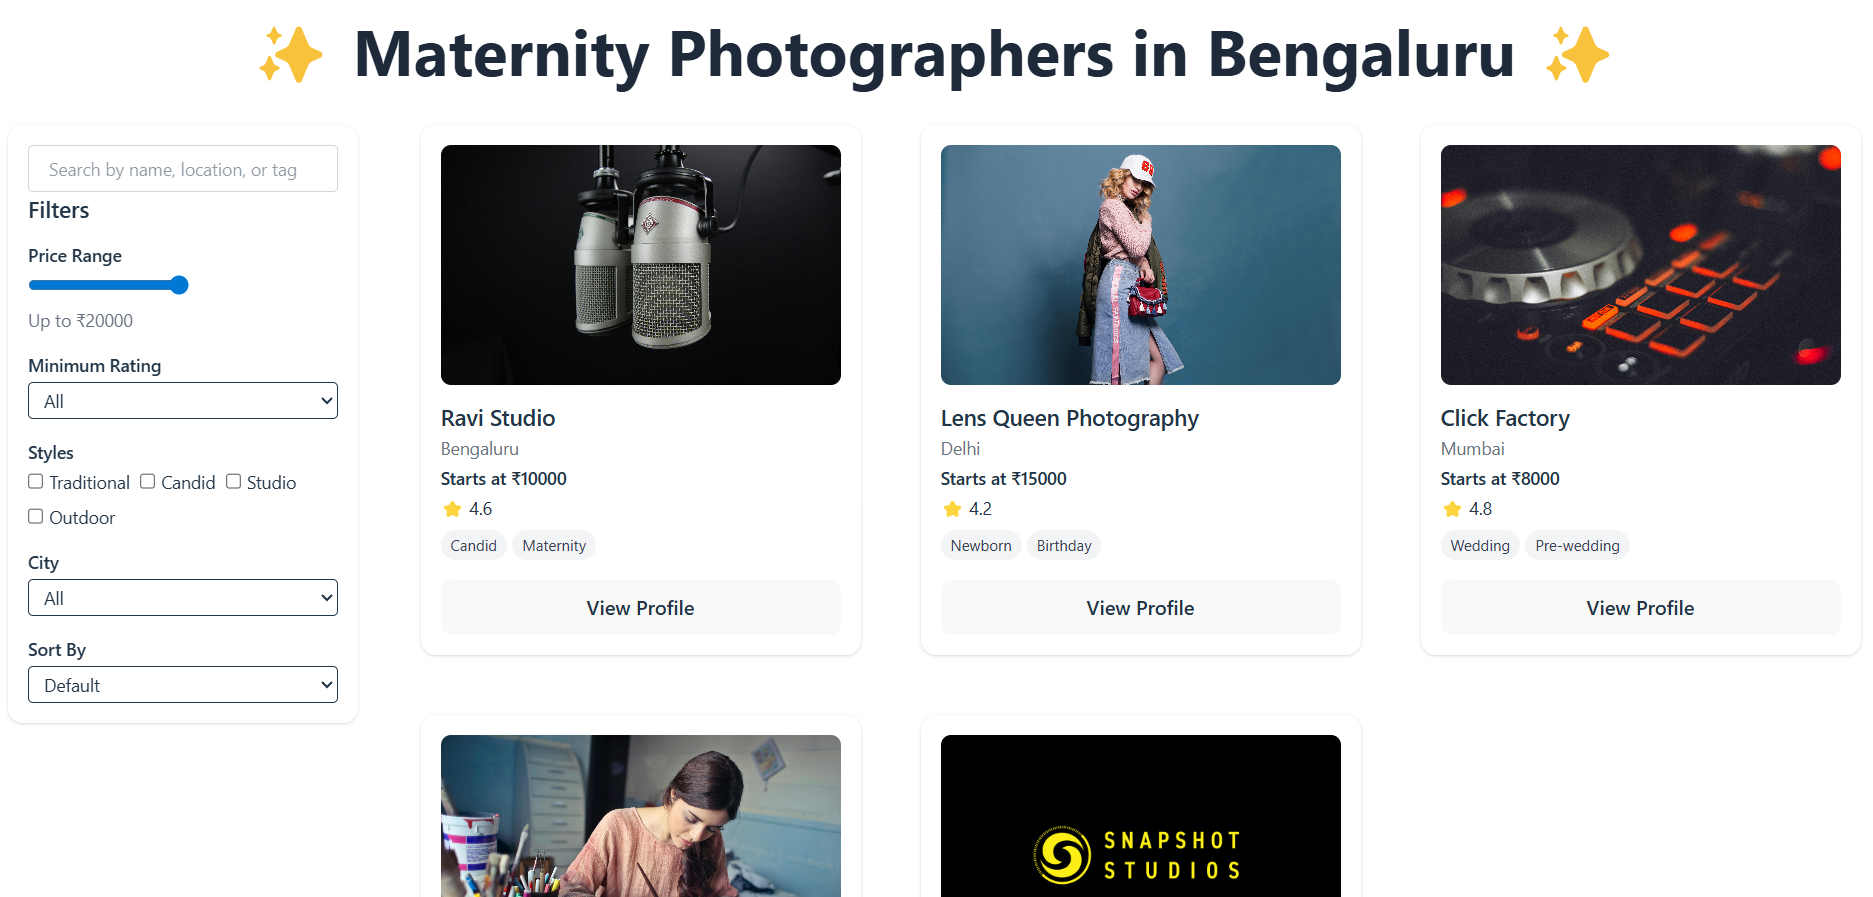 ✨ Maternity Photographers in Bengaluru ✨
Search by name, location, or tag
Filters
Price Range
Up to ₹20000
Minimum Rating
All
Styles
Traditional Candid Studio
Outdoor
City
All
Sort By
Default
Ravi Studio
Bengaluru
Starts at ₹10000
4.6
Candid Maternity
View Profile
Lens Queen Photography
Delhi
Starts at ₹15000
4.2
Newborn Birthday
View Profile
Click Factory
Mumbai
Starts at ₹8000
4.8
Wedding Pre-wedding
View Profile
SNAPSHOT
STUDIOS